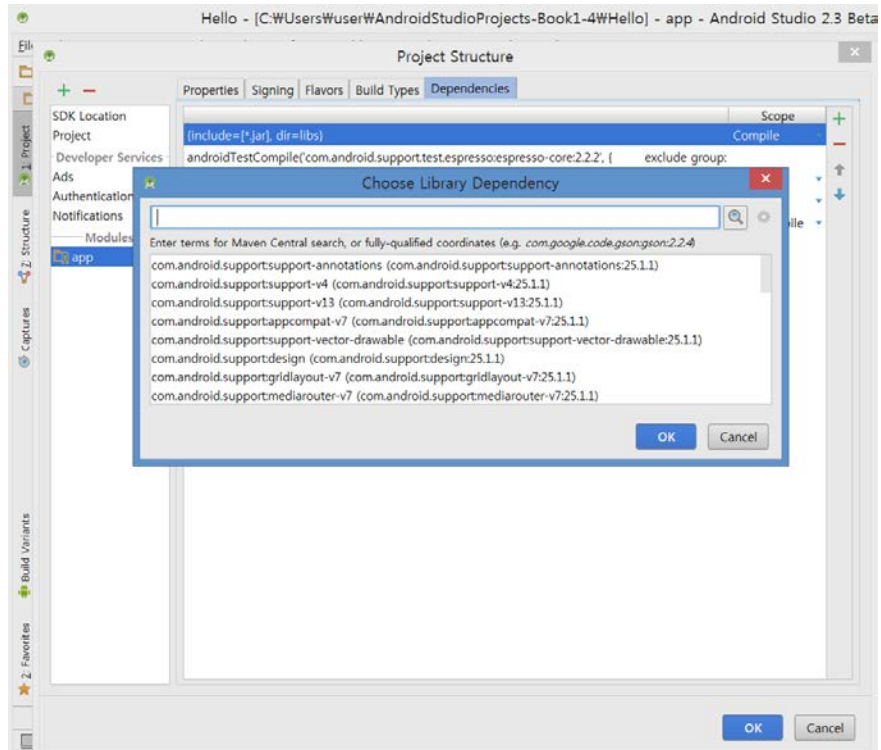 Hello - [C:₩Users₩user₩AndroidStudioProjects-Book1-4₩Hello] - app - Android Studio 2.3 Beta
Project Structure
Properties
Signing
Flavors
Build Types
Dependencies
SDK Location
Project
Developer Services
Ads
Authentication
Notifications
Modules
app
Scope
{include=[*.jar], dir=libs}
Compile
androidTestCompile('com.android.support.test.espresso:espresso-core:2.2.2', { exclude group:
Choose Library Dependency
Enter terms for Maven Central search, or fully-qualified coordinates (e.g. com.google.code.gson:gson:2.2.4)
com.android.support:support-annotations (com.android.support:support-annotations:25.1.1)
com.android.support:support-v4 (com.android.support:support-v4:25.1.1)
com.android.support:support-v13 (com.android.support:support-v13:25.1.1)
com.android.support:appcompat-v7 (com.android.support:appcompat-v7:25.1.1)
com.android.support:support-vector-drawable (com.android.support:support-vector-drawable:25.1.1)
com.android.support:design (com.android.support:design:25.1.1)
com.android.support:gridlayout-v7 (com.android.support:gridlayout-v7:25.1.1)
com.android.support:mediarouter-v7 (com.android.support:mediarouter-v7:25.1.1)
OK
Cancel
1: Project
Z: Structure
Captures
Build Variants
2: Favorites
OK
Cancel